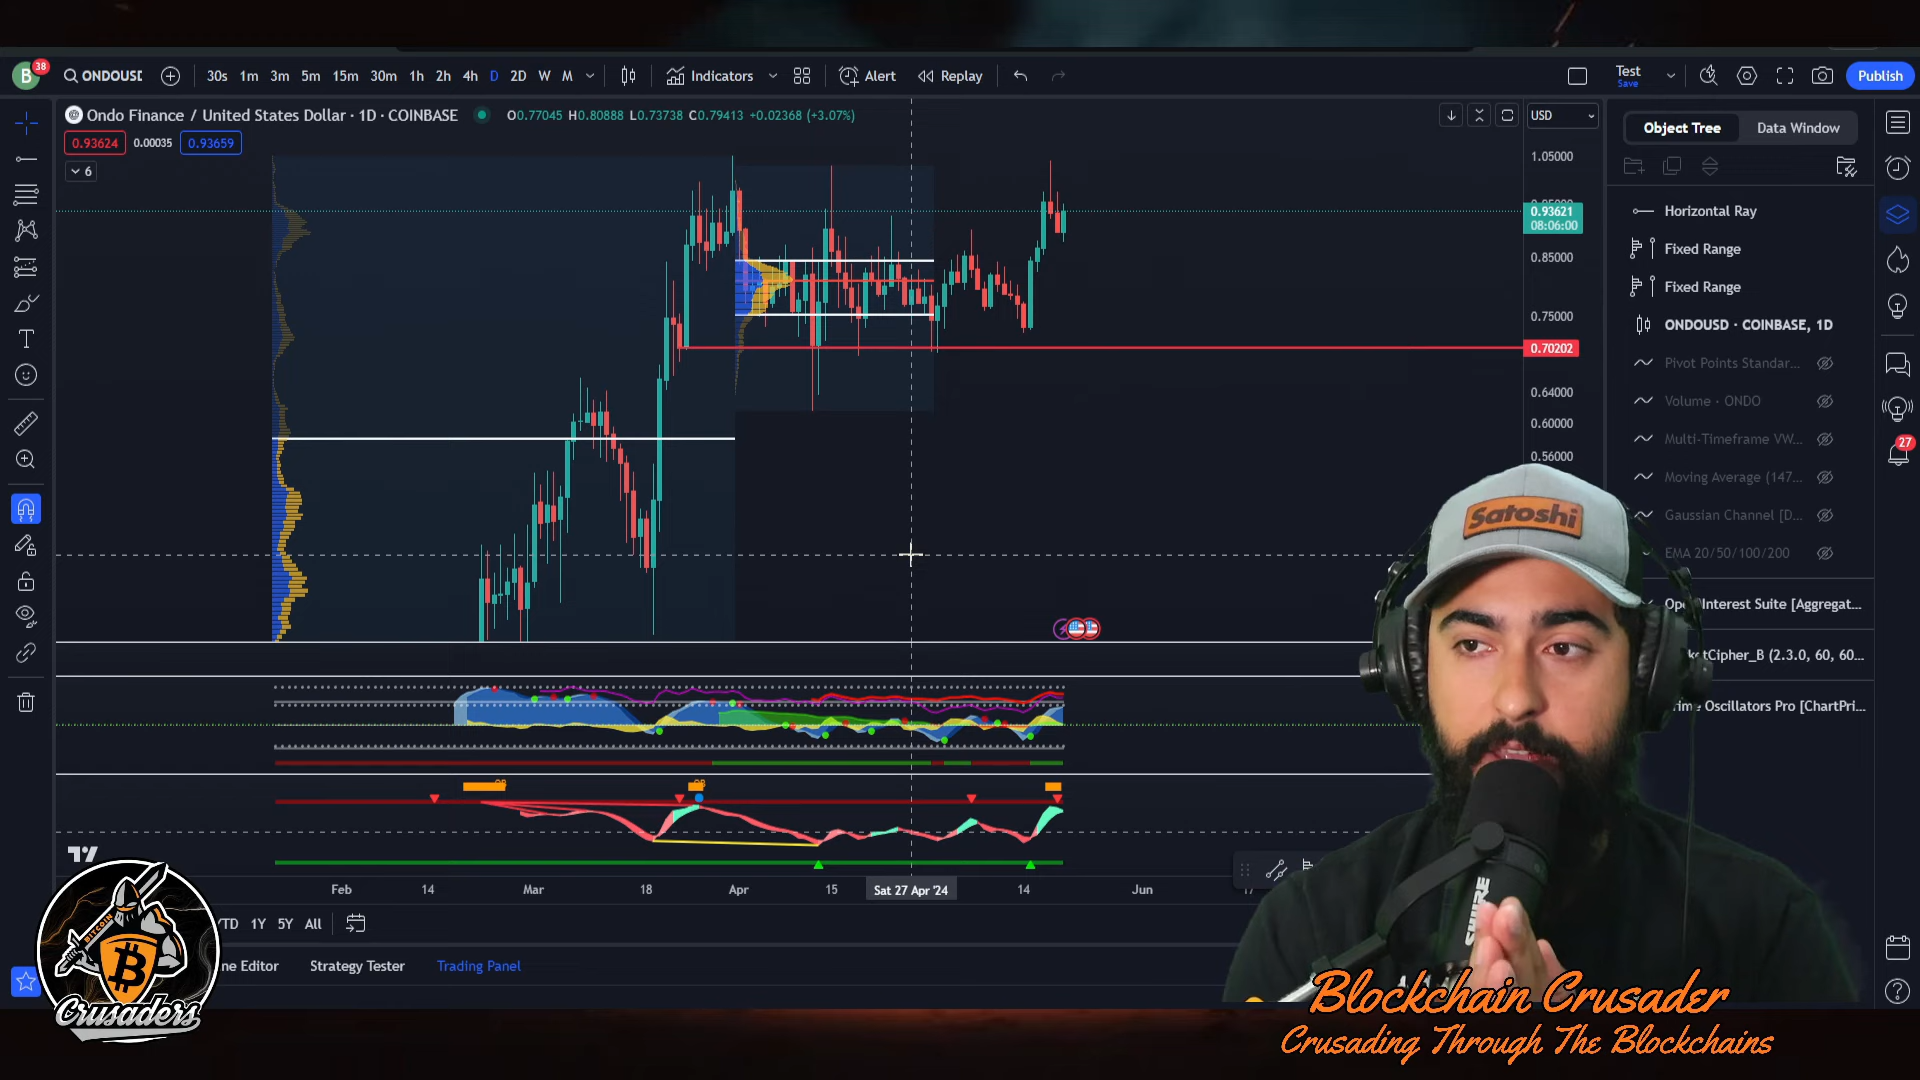 B 38 ONDOUSD 30s 1m 3m 5m 15m 30m 1h 2h 4h D 2D W M Indicators Alert Replay Test Save Publish
Ondo Finance / United States Dollar · 1D · COINBASE O0.77045 H0.80888 L0.73738 C0.79413 +0.02368 (+3.07%) USD
0.93624 0.00035 0.93659
6
1.05000
0.93621
08:06:00
0.85000
0.75000
0.70202
0.64000
0.60000
0.56000
Object Tree Data Window
Horizontal Ray
Fixed Range
Fixed Range
ONDOUSD · COINBASE, 1D
Pivot Points Standar...
Volume · ONDO
Multi-Timeframe VW...
Moving Average (147...
Gaussian Channel [D...
EMA 20/50/100/200
Interest Suite [Aggregat...
ketCipher_B (2.3.0, 60, 60...
rime Oscillators Pro [ChartPri...
27
Satoshi
SHURE
Feb 14 Mar 18 Apr 15 Sat 27 Apr '24 14 Jun 17
YTD 1Y 5Y All
ne Editor Strategy Tester Trading Panel
BITCOIN
B
Crusaders
Blockchain Crusader
Crusading Through The Blockchains